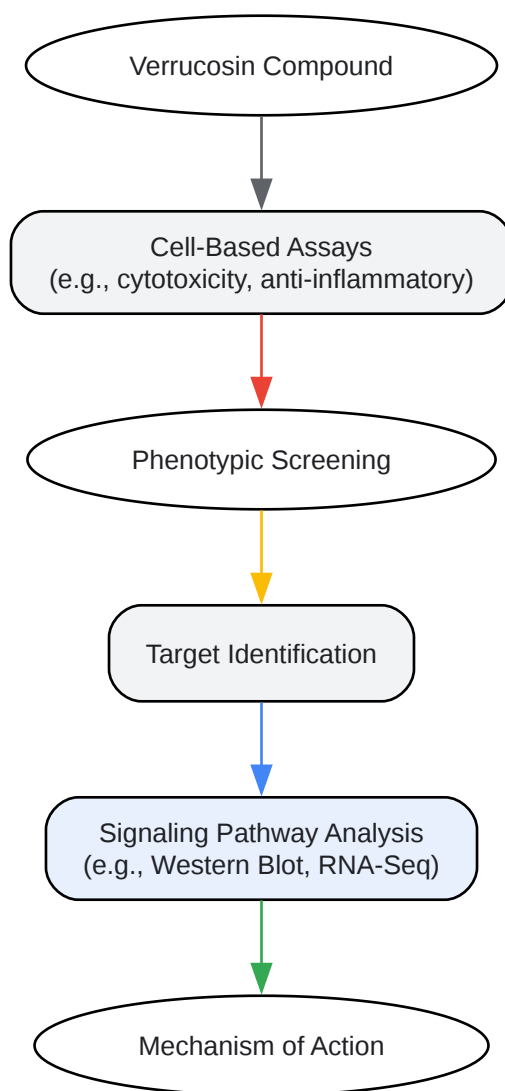 Verrucosin Compound
Cell-Based Assays
(e.g., cytotoxicity, anti-inflammatory)
Phenotypic Screening
Target Identification
Signaling Pathway Analysis
(e.g., Western Blot, RNA-Seq)
Mechanism of Action